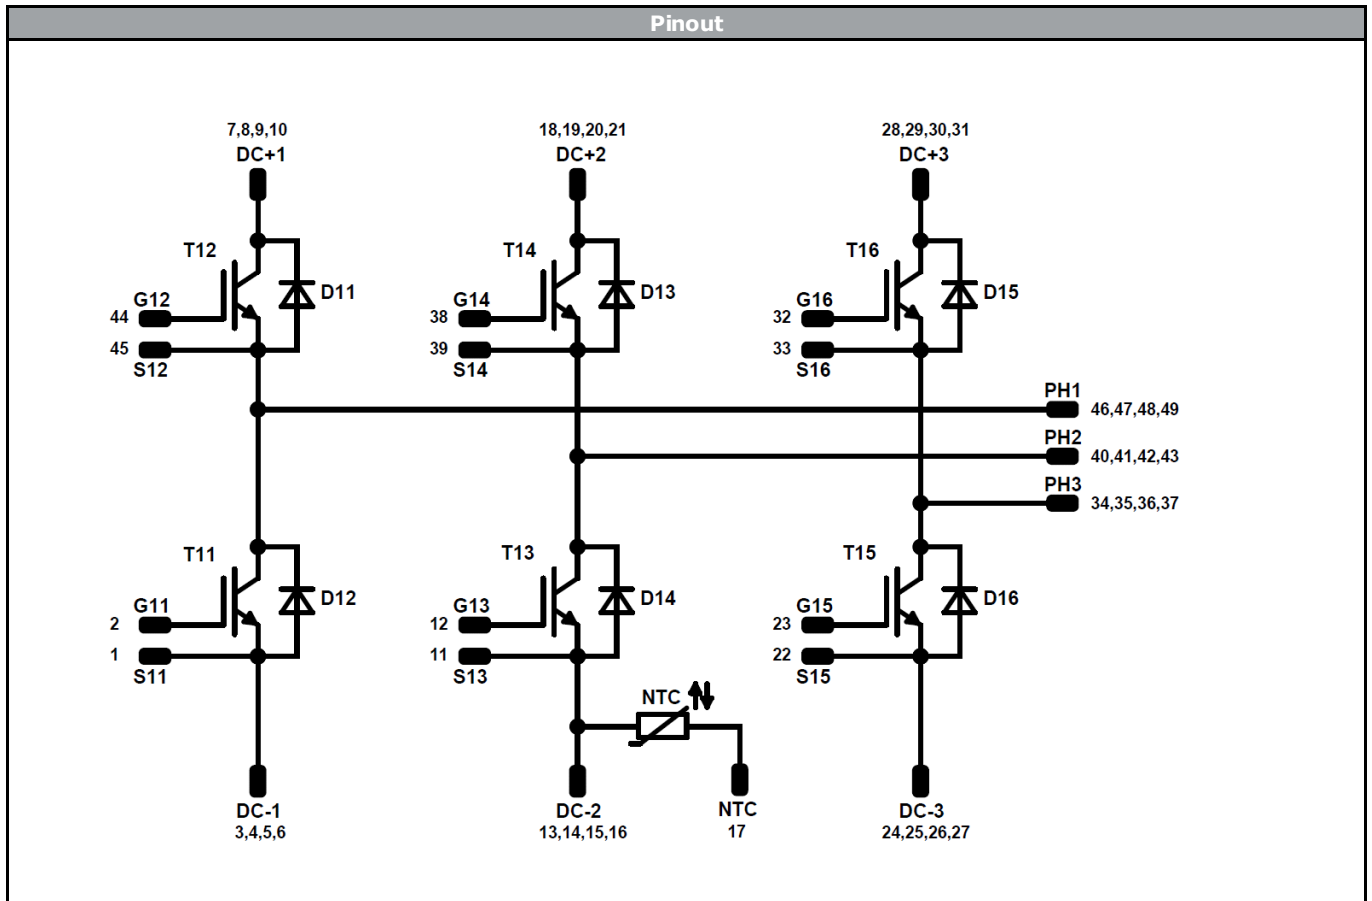 Pinout
7,8,9,10
DC+1
18,19,20,21
DC+2
28,29,30,31
DC+3
T12
D11
G12
44
45
S12
T14
D13
G14
38
39
S14
T16
D15
G16
32
33
S16
PH1
46,47,48,49
PH2
40,41,42,43
PH3
34,35,36,37
T11
D12
G11
2
1
S11
T13
D14
G13
12
11
S13
T15
D16
G15
23
22
S15
NTC
DC-1
3,4,5,6
DC-2
13,14,15,16
NTC
17
DC-3
24,25,26,27